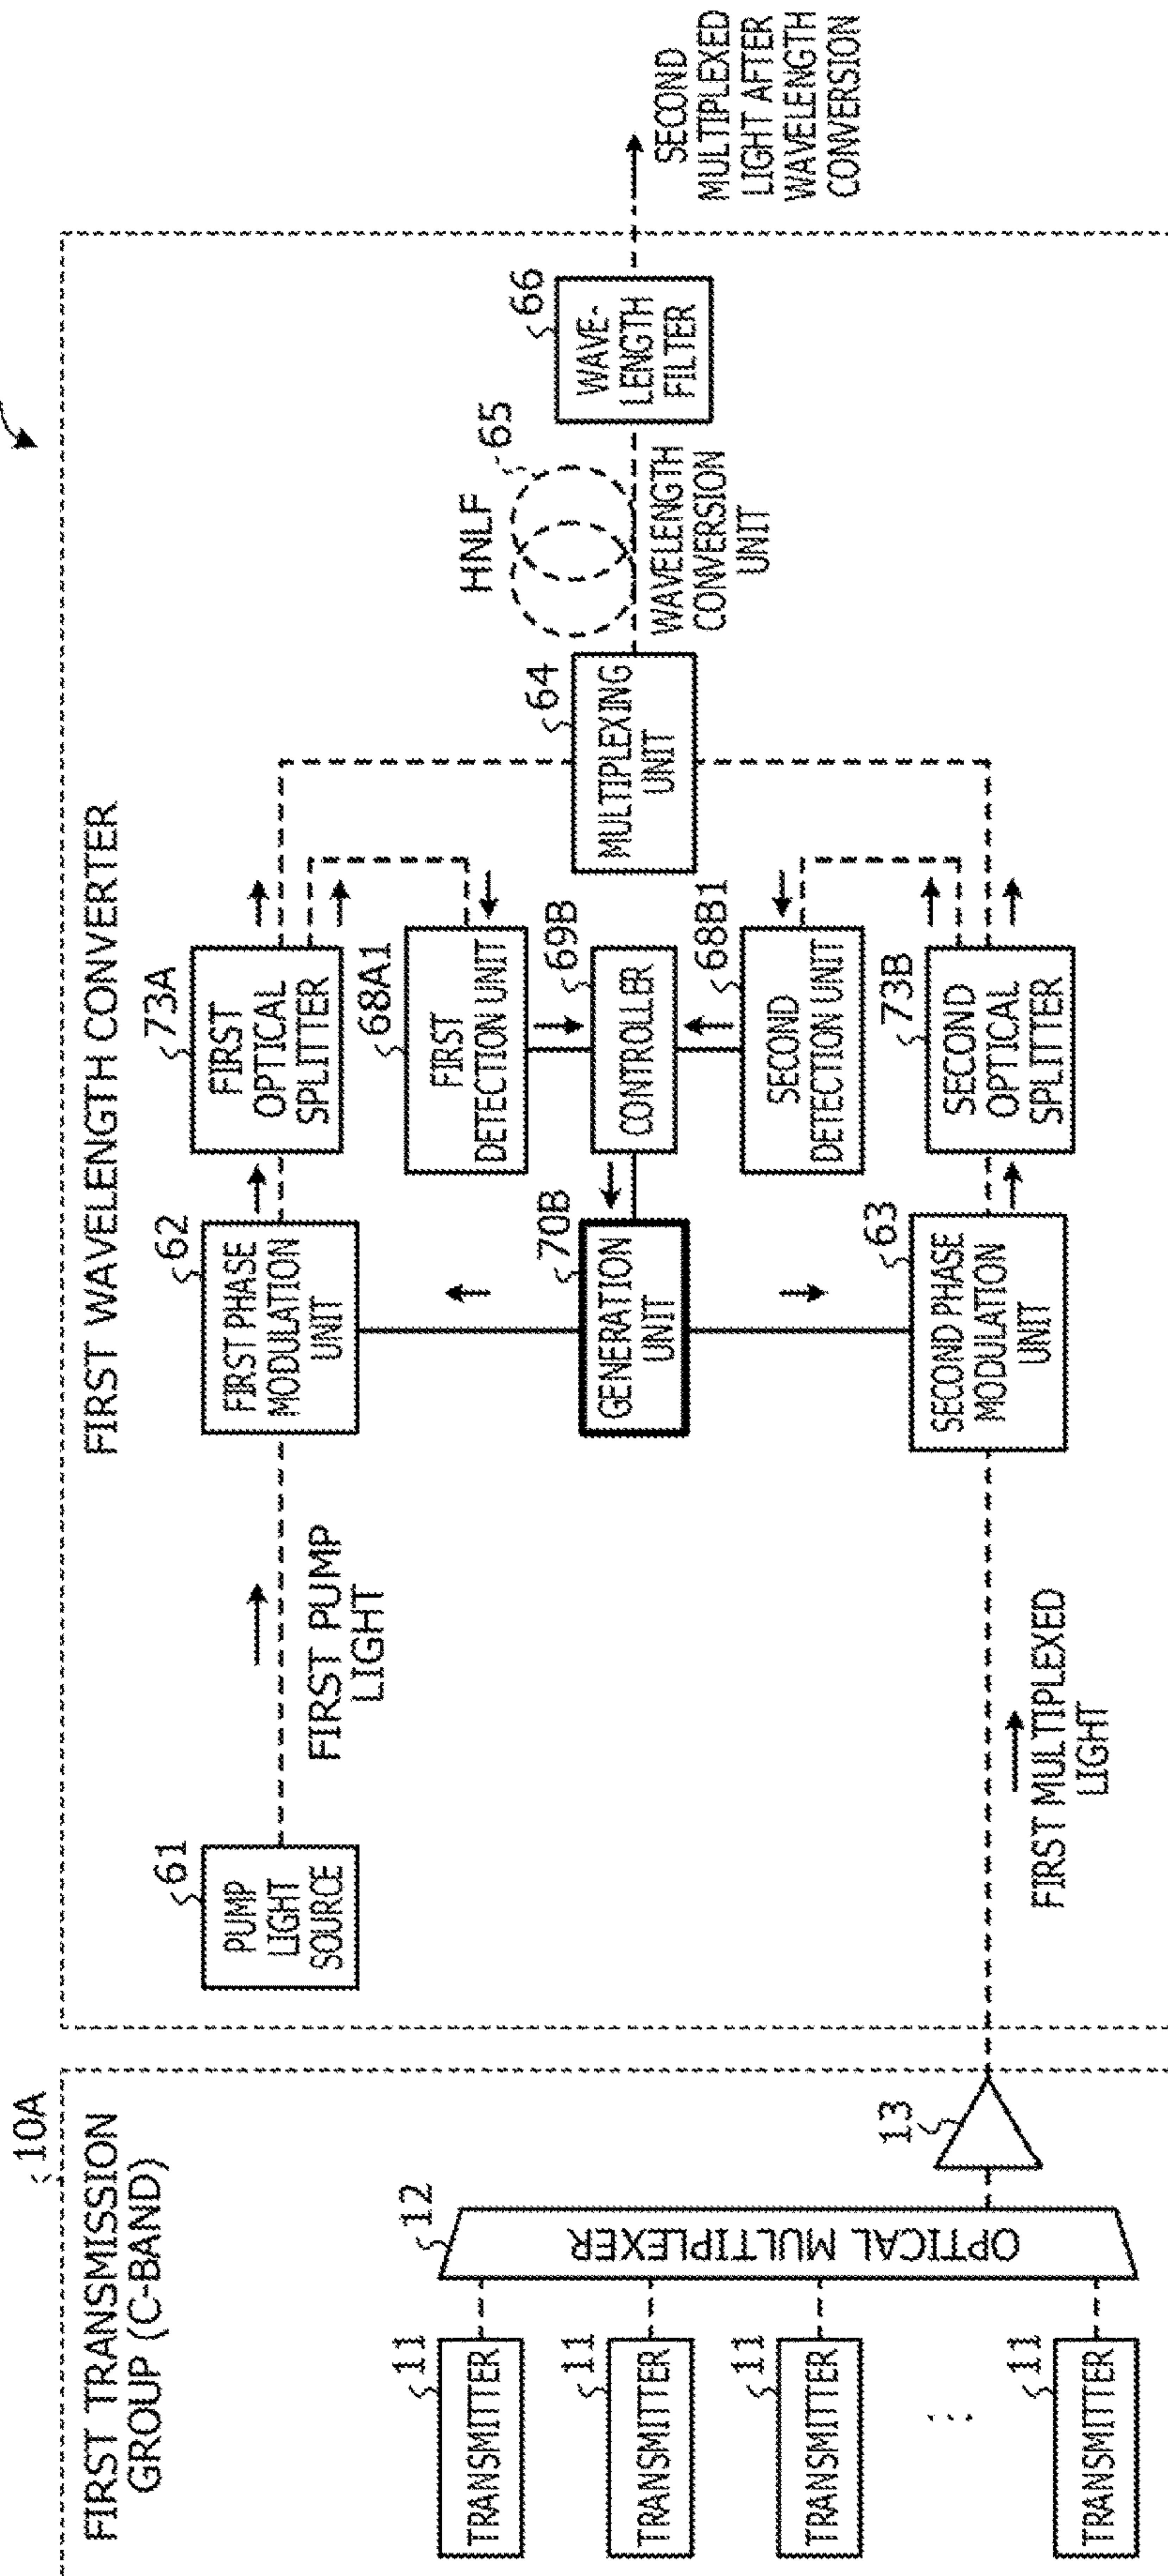 10A
FIRST TRANSMISSION
GROUP (C-BAND)
11
TRANSMITTER
11
TRANSMITTER
11
TRANSMITTER
⋮
11
TRANSMITTER
12
OPTICAL MULTIPLEXER
13
FIRST WAVELENGTH CONVERTER
61
PUMP
LIGHT
SOURCE
FIRST PUMP
LIGHT
FIRST MULTIPLEXED
LIGHT
62
FIRST PHASE
MODULATION
UNIT
70B
GENERATION
UNIT
63
SECOND PHASE
MODULATION
UNIT
73A
FIRST
OPTICAL
SPLITTER
68A1
FIRST
DETECTION UNIT
69B
CONTROLLER
68B1
SECOND
DETECTION UNIT
73B
SECOND
OPTICAL
SPLITTER
64
MULTIPLEXING
UNIT
HNLF
65
WAVELENGTH
CONVERSION
UNIT
66
WAVE-
LENGTH
FILTER
SECOND
MULTIPLEXED
LIGHT AFTER
WAVELENGTH
CONVERSION